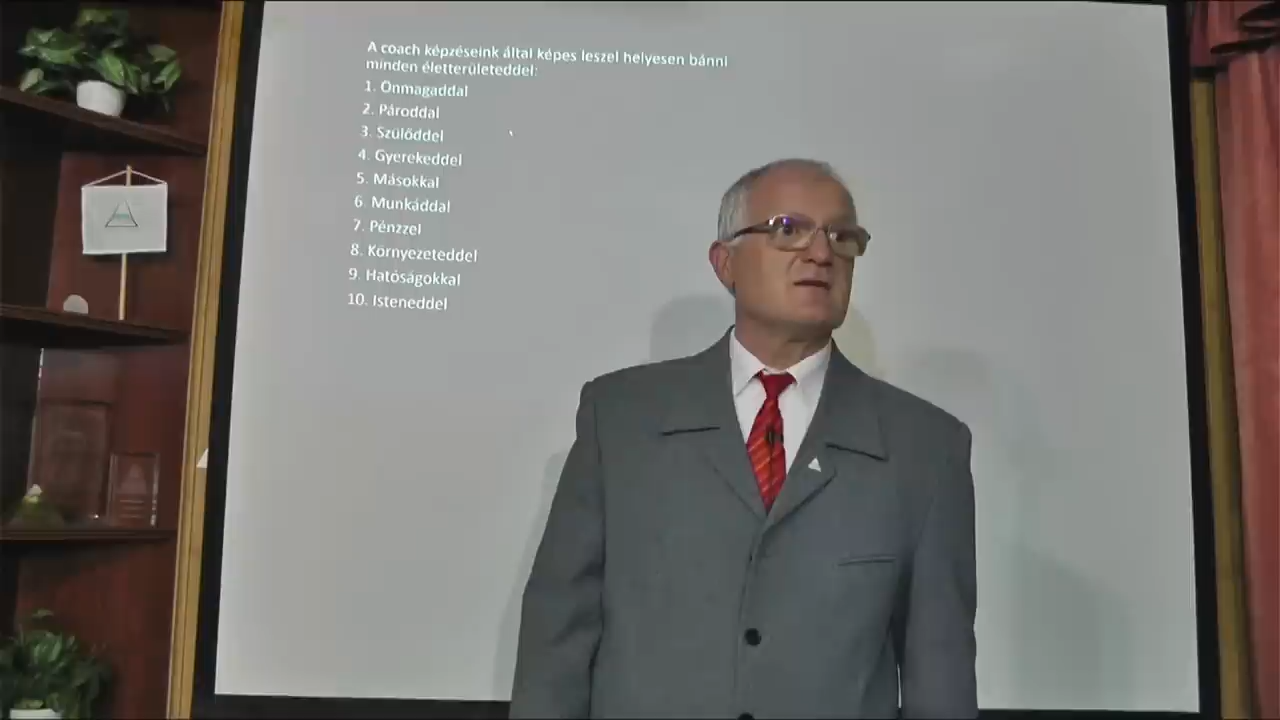 A coach képzéseink által képes leszel helyesen bánni
minden életterületeddel:
1. Önmagaddal
2. Pároddal
3. Szülőddel
4. Gyerekeddel
5. Másokkal
6. Munkáddal
7. Pénzzel
8. Környezeteddel
9. Hatóságokkal
10. Isteneddel